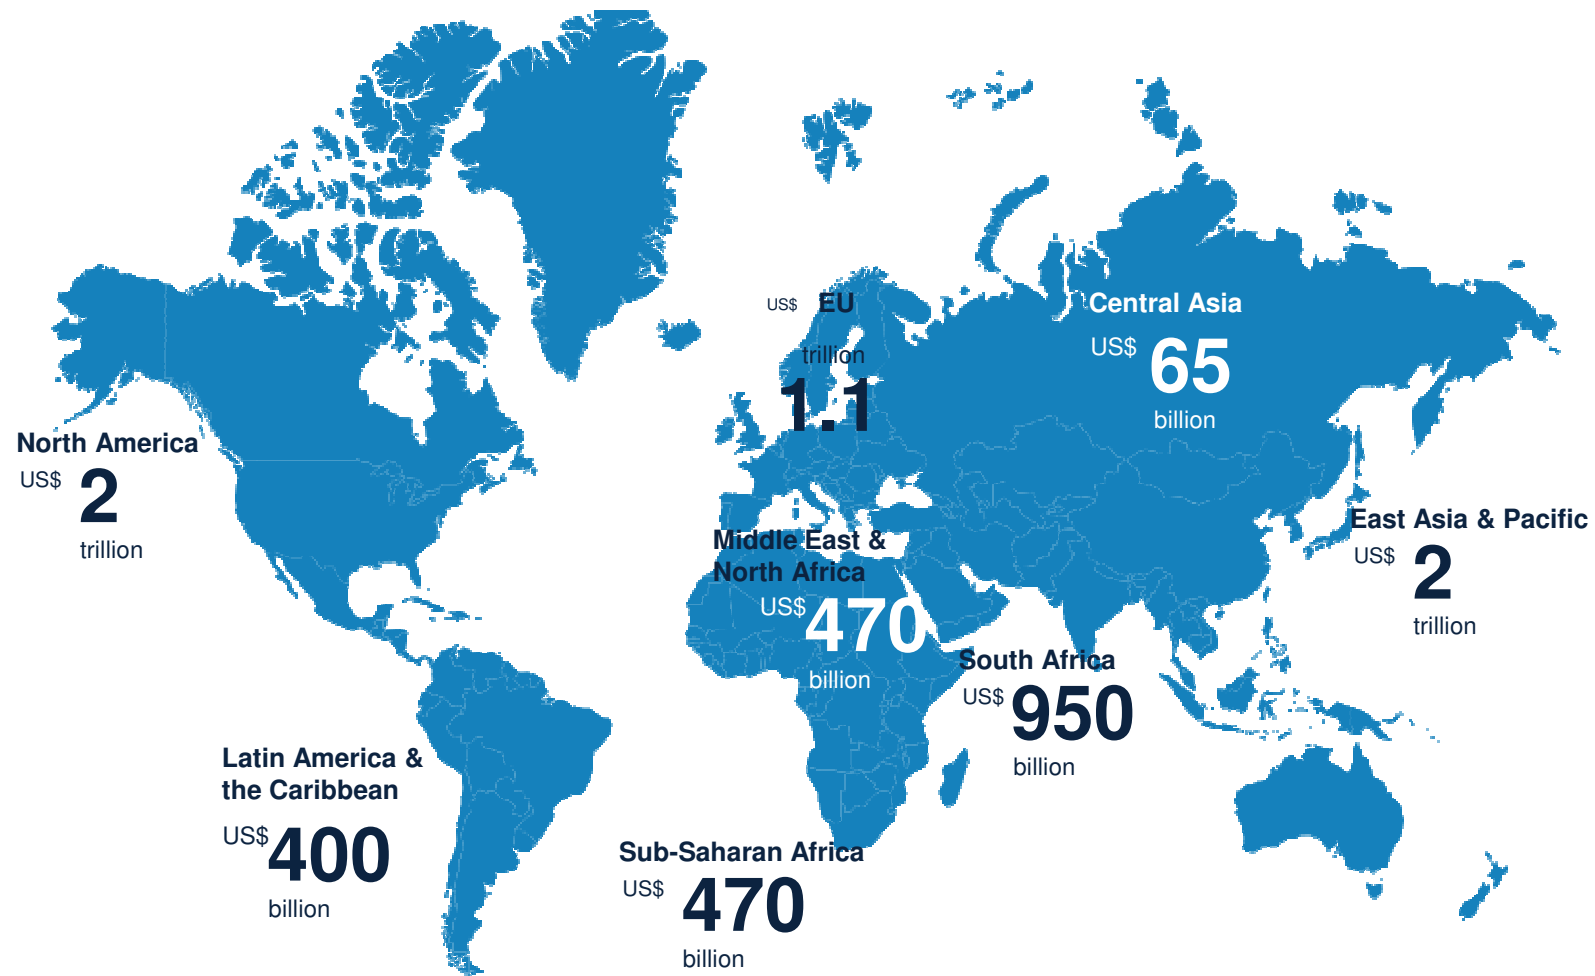 US$ EU
trillion
1.1
Central Asia
US$ 65
billion
North America
US$ 2
trillion
East Asia & Pacific
US$ 2
trillion
Middle East &
North Africa
US$ 470
billion
South Africa
US$ 950
billion
Latin America &
the Caribbean
US$ 400
billion
Sub-Saharan Africa
US$ 470
billion